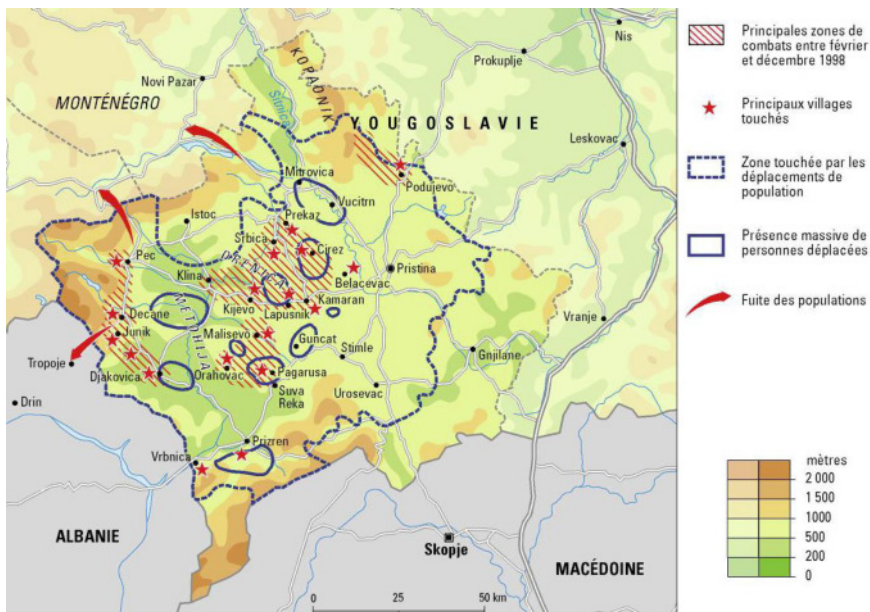 Nis
Prokuplje
Novi Pazar
KOPAONIK
Sitnica
MONTÉNÉGRO
YOUGOSLAVIE
Leskovac
Mitrovica
Podujevo
Vucitrn
Istoc
Prekaz
Srbica
Cirez
Pec
DRENICA
Pristina
Klina
Belacevac
METOHIJA
Kijevo
Kamaran
Lapusnik
Decane
Vranje
Junik
Malisevo
Guncat
Stimle
Gnjilane
Tropoje
Djakovica
Orahovac
Pagarusa
Drin
Suva
Reka
Urosevac
Prizren
Vrbnica
ALBANIE
Skopje
MACÉDOINE
0 25 50 km
Principales zones de
combats entre février
et décembre 1998
Principaux villages
touchés
Zone touchée par les
déplacements de
population
Présence massive de
personnes déplacées
Fuite des populations
mètres
2 000
1 500
1000
500
200
0